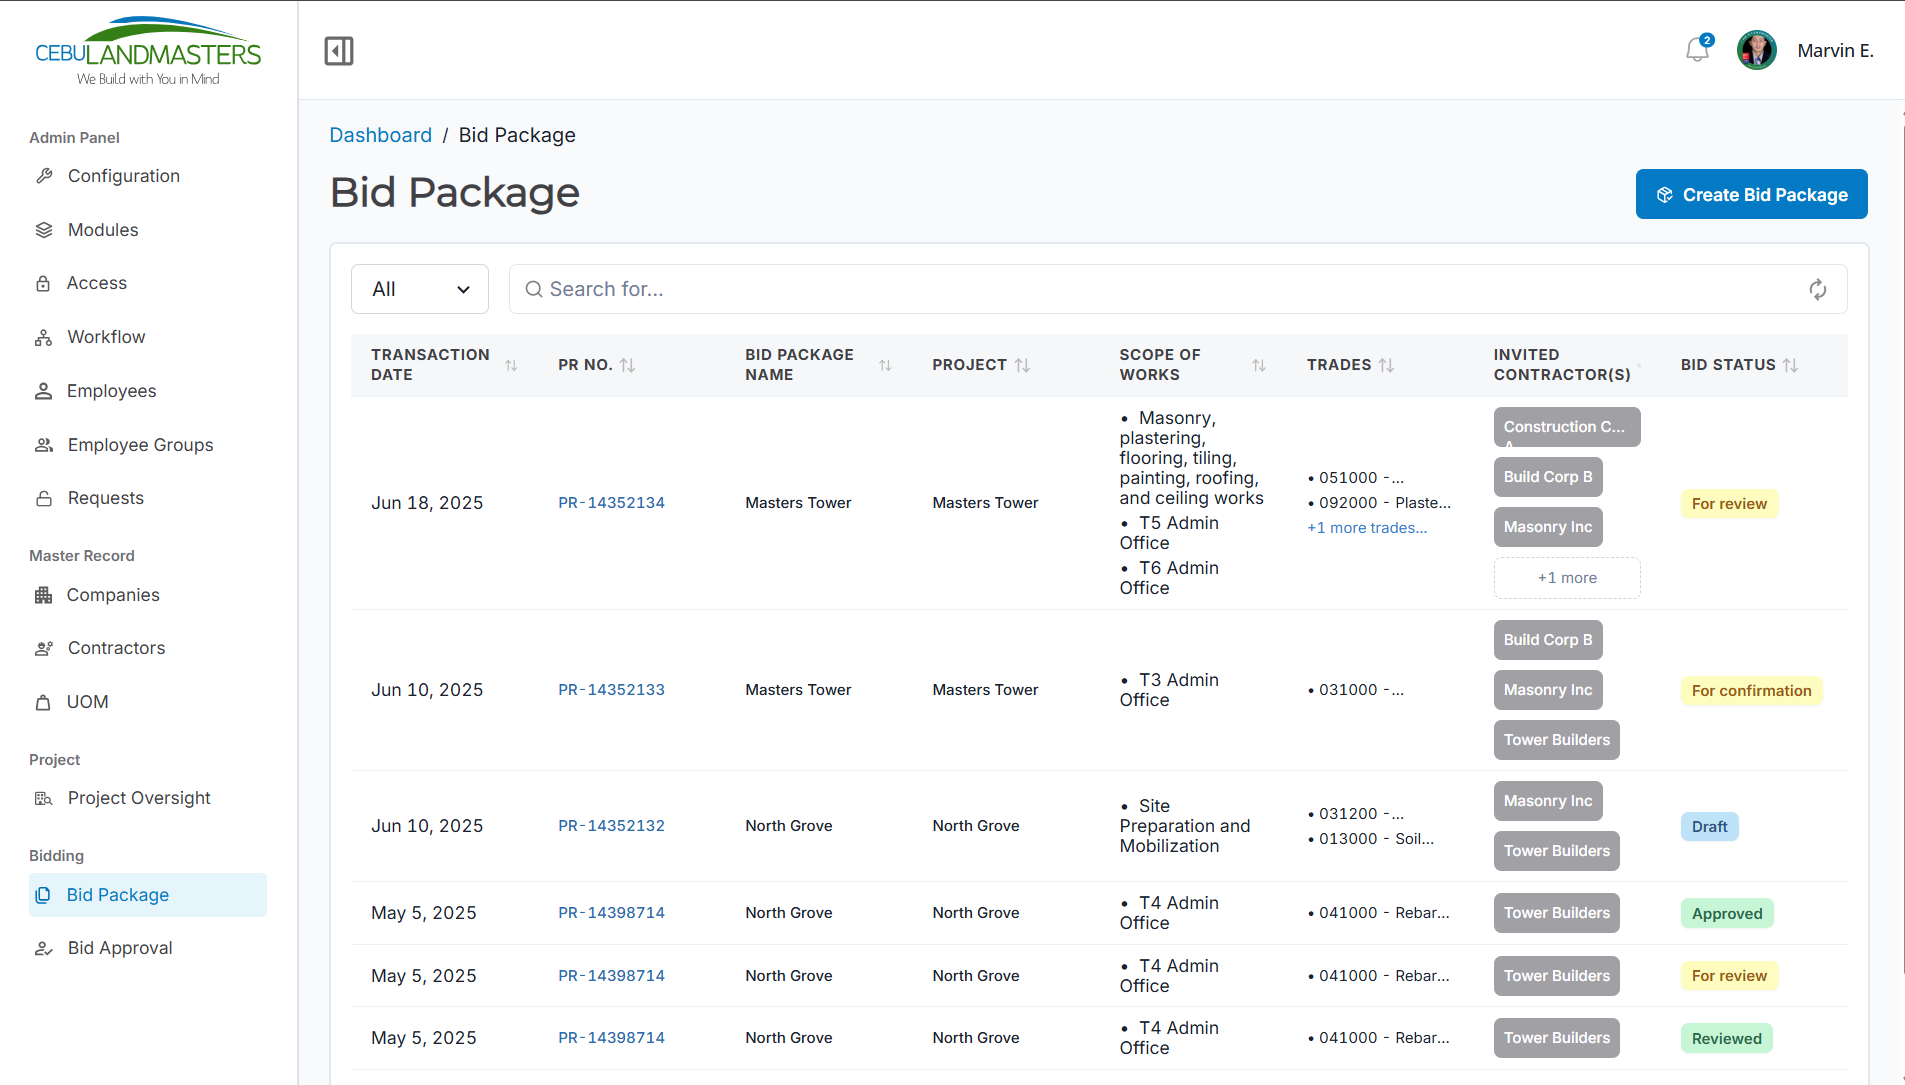 CEBULANDMASTERS
We Build with You in Mind
2
Marvin E.
Admin Panel
Configuration
Modules
Access
Workflow
Employees
Employee Groups
Requests
Master Record
Companies
Contractors
UOM
Project
Project Oversight
Bidding
Bid Package
Bid Approval
Dashboard / Bid Package
Bid Package
Create Bid Package
All
Search for...
TRANSACTION DATE
PR NO.
BID PACKAGE NAME
PROJECT
SCOPE OF WORKS
TRADES
INVITED CONTRACTOR(S)
BID STATUS
Jun 18, 2025
PR-14352134
Masters Tower
Masters Tower
• Masonry,
plastering,
flooring, tiling,
painting, roofing,
and ceiling works
• T5 Admin
Office
• T6 Admin
Office
• 051000 -...
• 092000 - Plaste...
+1 more trades...
Construction C...
Build Corp B
Masonry Inc
+1 more
For review
Jun 10, 2025
PR-14352133
Masters Tower
Masters Tower
• T3 Admin
Office
• 031000 -...
Build Corp B
Masonry Inc
Tower Builders
For confirmation
Jun 10, 2025
PR-14352132
North Grove
North Grove
• Site
Preparation and
Mobilization
• 031200 -...
• 013000 - Soil...
Masonry Inc
Tower Builders
Draft
May 5, 2025
PR-14398714
North Grove
North Grove
• T4 Admin
Office
• 041000 - Rebar...
Tower Builders
Approved
May 5, 2025
PR-14398714
North Grove
North Grove
• T4 Admin
Office
• 041000 - Rebar...
Tower Builders
For review
May 5, 2025
PR-14398714
North Grove
North Grove
• T4 Admin
Office
• 041000 - Rebar...
Tower Builders
Reviewed